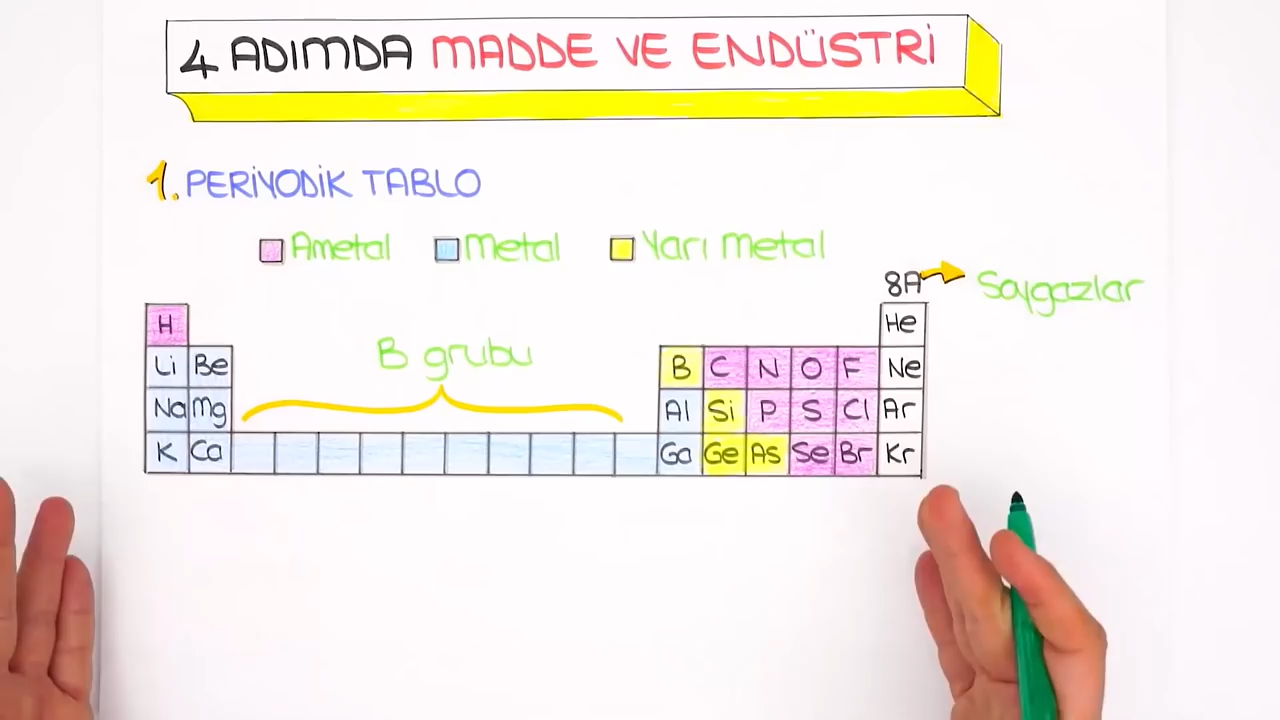 4 ADIMDA MADDE VE ENDÜSTRİ
1. PERİYODİK TABLO
Ametal Metal Yarı Metal
8A Soygazlar
H He
B grubu
Li Be B C N O F Ne
Na Mg Al Si P S Cl Ar
K Ca Ga Ge As Se Br Kr